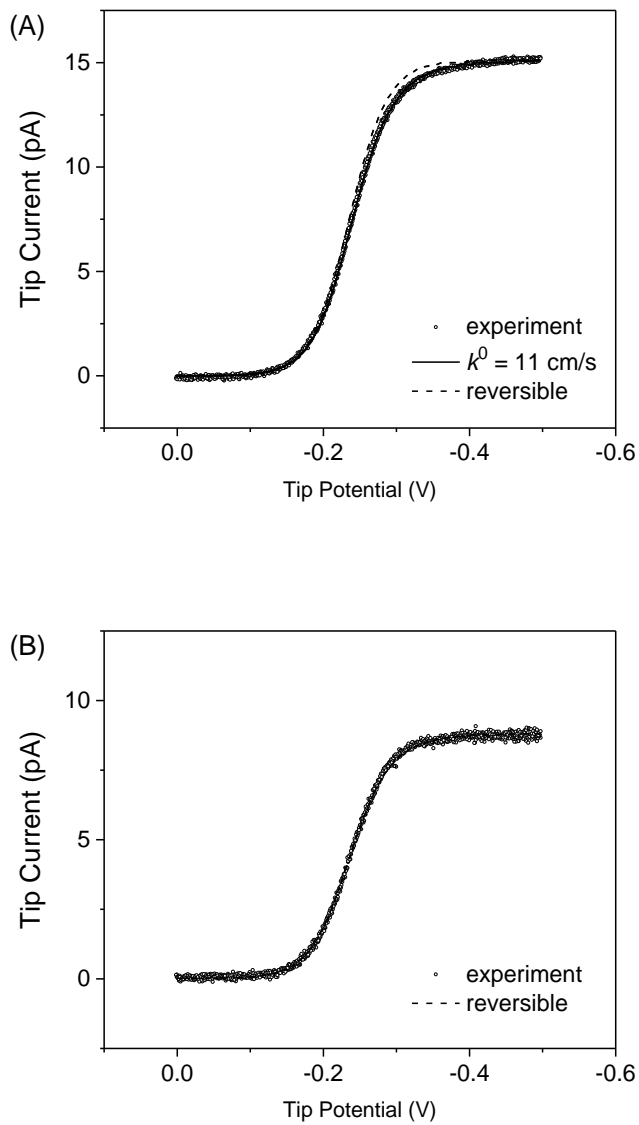 (A)
15
10
5
0
Tip Current (pA)
experiment
k⁰ = 11 cm/s
reversible
0.0 -0.2 -0.4 -0.6
Tip Potential (V)
(B)
10
5
0
Tip Current (pA)
experiment
reversible
0.0 -0.2 -0.4 -0.6
Tip Potential (V)